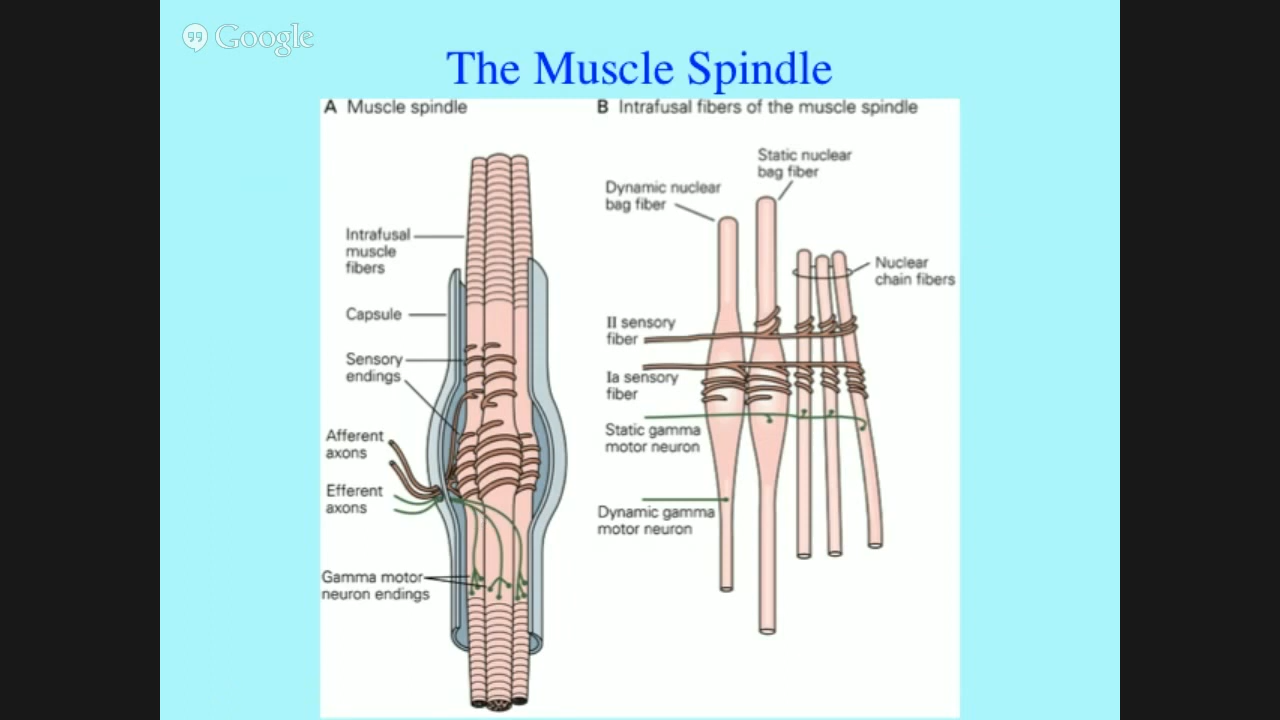 Google
The Muscle Spindle
A Muscle spindle
Intrafusal
muscle
fibers
Capsule
Sensory
endings
Afferent
axons
Efferent
axons
Gamma motor
neuron endings
B Intrafusal fibers of the muscle spindle
Static nuclear
bag fiber
Dynamic nuclear
bag fiber
Nuclear
chain fibers
II sensory
fiber
Ia sensory
fiber
Static gamma
motor neuron
Dynamic gamma
motor neuron